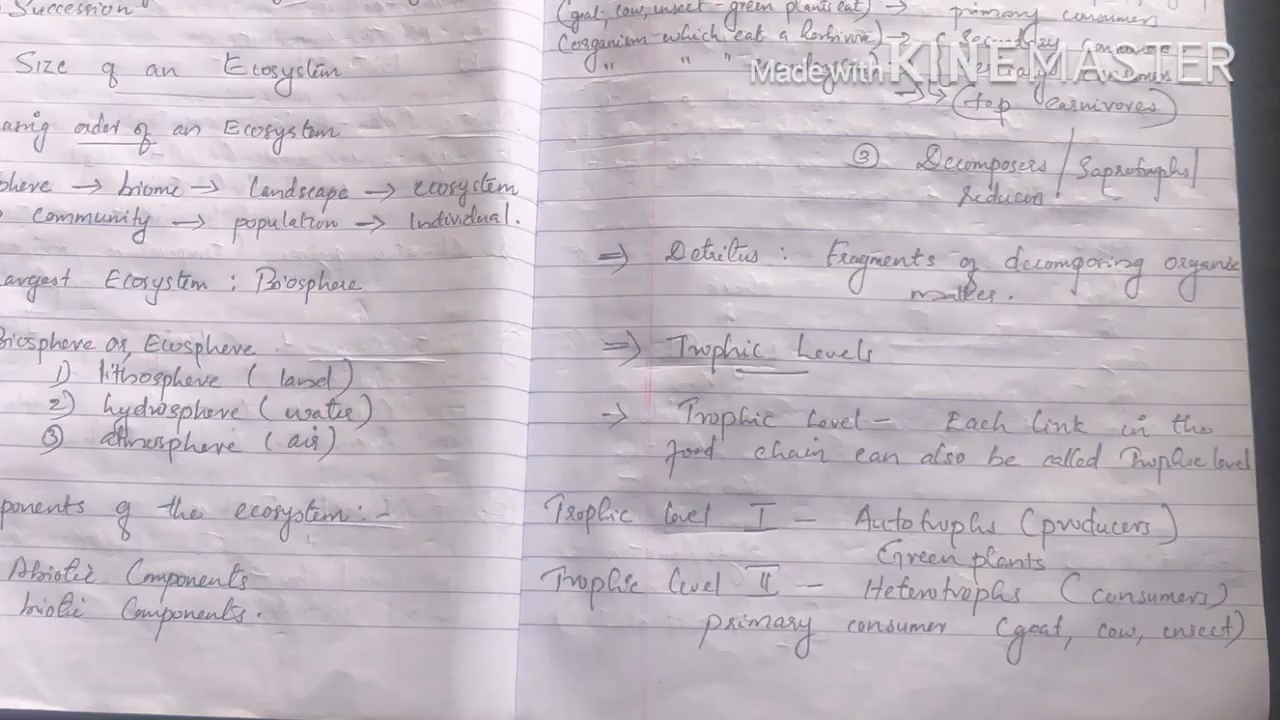 Succession
Size of an Ecosystem
order of an Ecosystem
→ biome → landscape → ecosystem
community → population → Individual.
argest Ecosystem : Biosphere
Biosphere or Ecosphere
1) lithosphere (land)
2) hydrosphere (water)
③ atmosphere (air)
ponents of the ecosystem :-
Abiotic Components
biotic Components.
(goat, cow, insect - green plants eat) → primary consumer
(organism which eat a herbivore) →
" " "
Made with KINEMASTER
→ (top carnivores)
③ Decomposers / Saprotrophs /
reducers
⇒ Detritus : Fragments of decomposing organic
matter.
⇒ Trophic Levels
→ Trophic Level – Each link in the
food chain can also be called Trophic level
Trophic level I – Autotrophs (producers)
Green plants
Trophic level II – Heterotrophs (consumers)
primary consumer (goat, cow, insect)